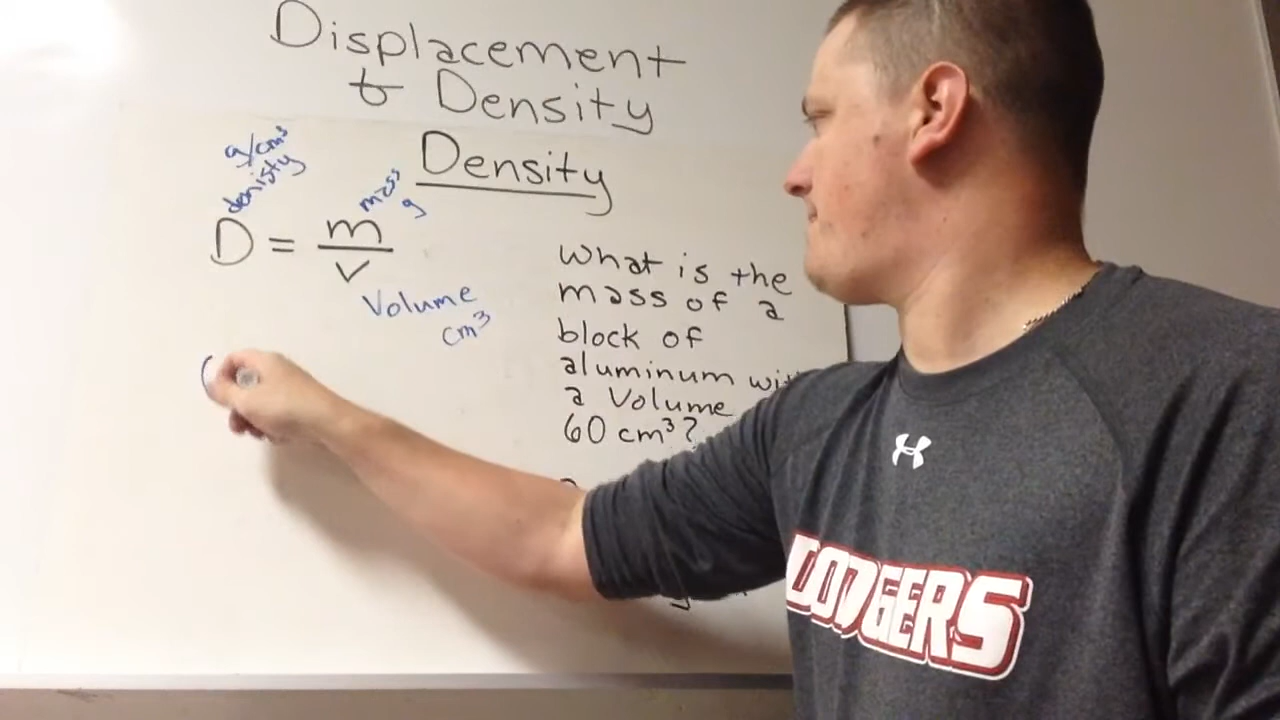 Displacement
& Density
Density
g/cm³
denisty
mass
g
D = m
v
Volume
cm³
What is the
mass of a
block of
aluminum
a Volume
60 cm³?
DODGERS